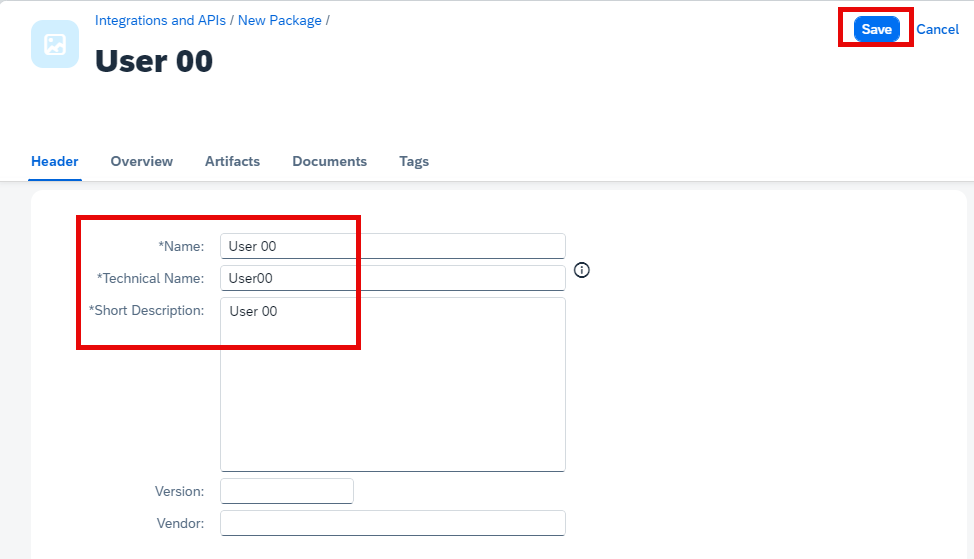 Integrations and APIs / New Package /
Save Cancel
User 00
Header Overview Artifacts Documents Tags
*Name: User 00
*Technical Name: User00
*Short Description: User 00
Version:
Vendor: